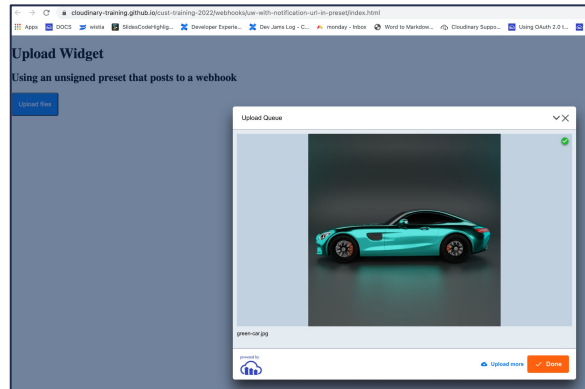 cloudinary-training.github.io/cust-training-2022/webhooks/uw-with-notification-url-in-preset/index.html
Apps DOCS wistia SlidesCodeHighlig... Developer Experie... Dev Jams Log - C... monday - Inbox Word to Markdow... Cloudinary Suppo... Using OAuth 2.0 t...
Upload Widget
Using an unsigned preset that posts to a webhook
Upload files
Upload Queue
green-car.jpg
powered by
Upload more Done